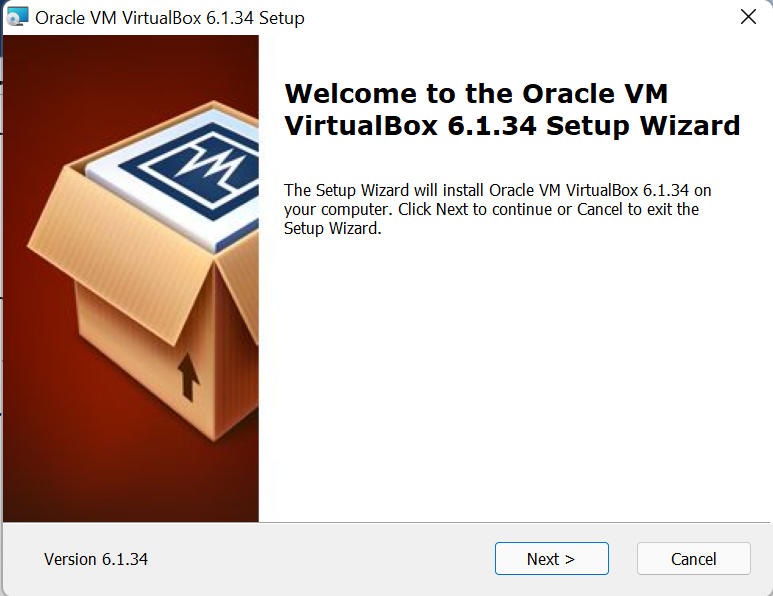 Oracle VM VirtualBox 6.1.34 Setup
Welcome to the Oracle VM
VirtualBox 6.1.34 Setup Wizard
The Setup Wizard will install Oracle VM VirtualBox 6.1.34 on
your computer. Click Next to continue or Cancel to exit the
Setup Wizard.
Version 6.1.34
Next >
Cancel